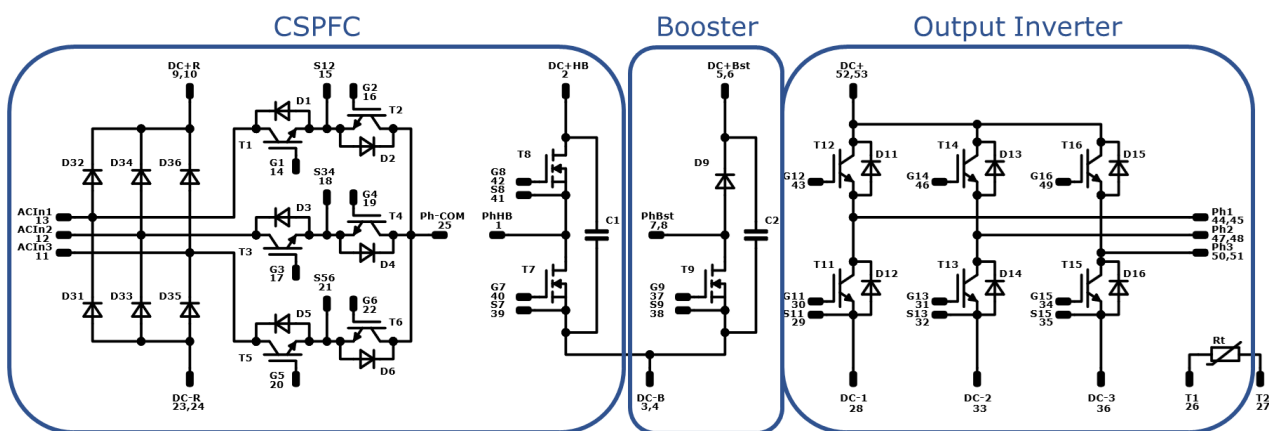 CSPFC
Booster
Output Inverter
DC+R
9,10
S12
15
G2
16
D1
T2
T1
G1
14
D2
D32
D34
D36
S34
18
G4
19
D3
T4
T3
G3
17
D4
ACIn1
13
ACIn2
12
ACIn3
11
Ph-COM
25
D31
D33
D35
S56
21
G6
22
D5
T6
T5
G5
20
D6
DC-R
23,24
DC+HB
2
T8
G8
42
S8
41
PhHB
1
C1
T7
G7
40
S7
39
DC+Bst
5,6
D9
PhBst
7,8
C2
T9
G9
37
S9
38
DC-B
3,4
DC+
52,53
T12
D11
G12
43
T14
D13
G14
46
T16
D15
G16
49
Ph1
44,45
Ph2
47,48
Ph3
50,51
T11
D12
G11
30
S11
29
T13
D14
G13
31
S13
32
T15
D16
G15
34
S15
35
DC-1
28
DC-2
33
DC-3
36
Rt
T1
26
T2
27